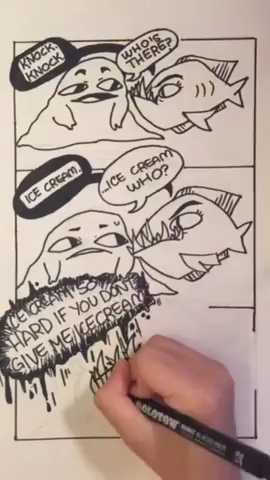 KNOCK
KNOCK
WHO'S
THERE?
ICE CREAM.
...ICE CREAM
WHO?
ICE CREAM SO
HARD IF YOU DON'T
GIVE ME ICE CREAM
MOLOTOW